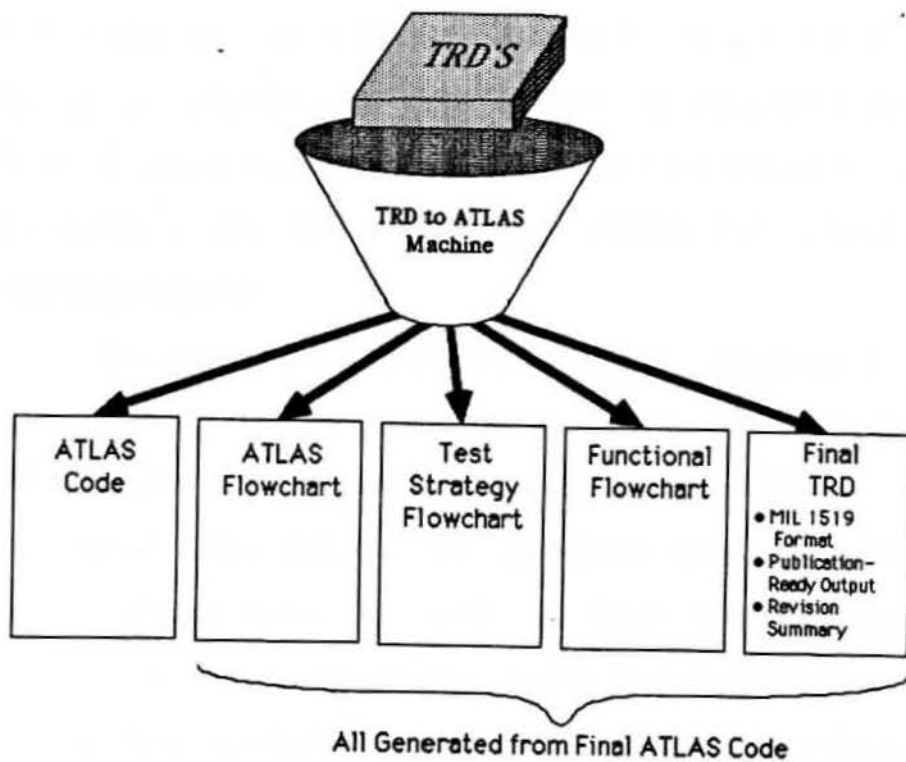 TRD'S
TRD to ATLAS
Machine
ATLAS
Code
ATLAS
Flowchart
Test
Strategy
Flowchart
Functional
Flowchart
Final
TRD
● MIL 1519
Format
● Publication-
Ready Output
● Revision
Summary
All Generated from Final ATLAS Code